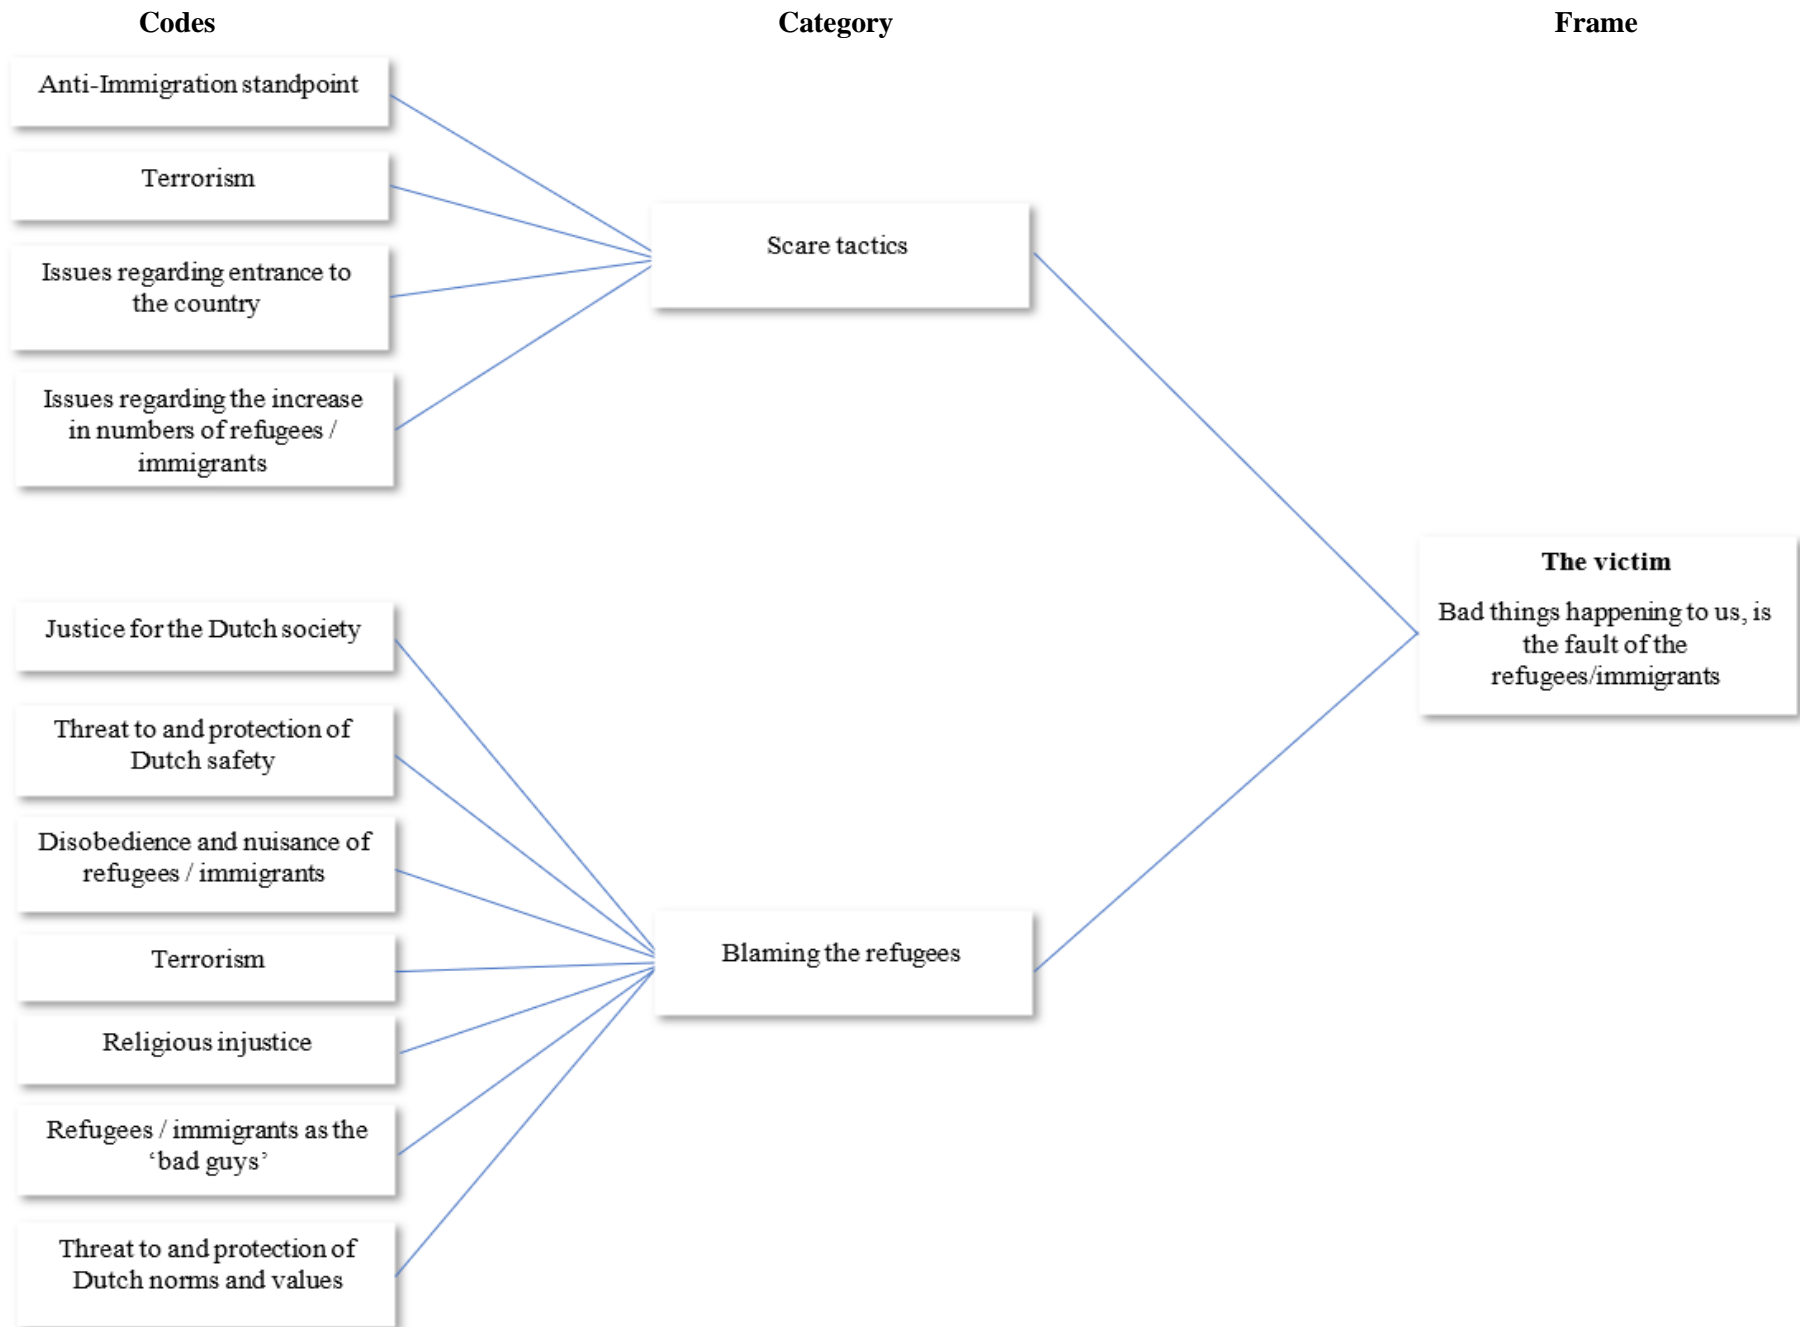 Codes
Category
Frame
Anti-Immigration standpoint
Terrorism
Issues regarding entrance to
the country
Issues regarding the increase
in numbers of refugees /
immigrants
Scare tactics
Justice for the Dutch society
Threat to and protection of
Dutch safety
Disobedience and nuisance of
refugees / immigrants
Terrorism
Religious injustice
Refugees / immigrants as the
‘bad guys’
Threat to and protection of
Dutch norms and values
Blaming the refugees
The victim
Bad things happening to us, is
the fault of the
refugees/immigrants